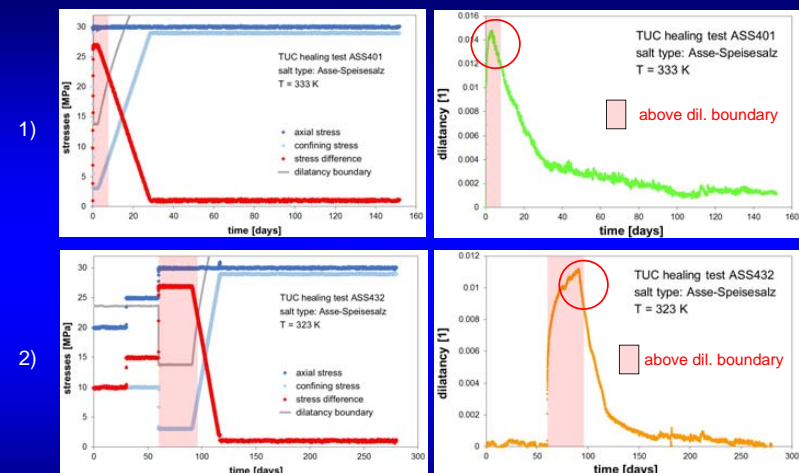 1)
TUC healing test ASS401
salt type: Asse-Speisesalz
T = 333 K
axial stress
confining stress
stress difference
dilatancy boundary
stresses [MPa]
30
25
20
15
10
5
0
0 20 40 60 80 100 120 140 160
time [days]
TUC healing test ASS401
salt type: Asse-Speisesalz
T = 333 K
above dil. boundary
dilatancy [1]
0.016
0.014
0.012
0.01
0.008
0.006
0.004
0.002
0
0 20 40 60 80 100 120 140 160
time [days]
2)
TUC healing test ASS432
salt type: Asse-Speisesalz
T = 323 K
axial stress
confining stress
stress difference
dilatancy boundary
stresses [MPa]
30
25
20
15
10
5
0
0 50 100 150 200 250 300
time [days]
TUC healing test ASS432
salt type: Asse-Speisesalz
T = 323 K
above dil. boundary
dilatancy [1]
0.012
0.01
0.008
0.006
0.004
0.002
0
0 50 100 150 200 250 300
time [days]